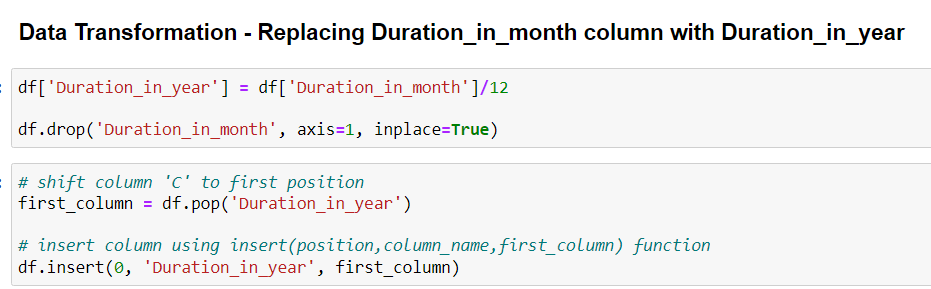 Data Transformation - Replacing Duration_in_month column with Duration_in_year
df['Duration_in_year'] = df['Duration_in_month']/12
df.drop('Duration_in_month', axis=1, inplace=True)
# shift column 'C' to first position
first_column = df.pop('Duration_in_year')
# insert column using insert(position,column_name,first_column) function
df.insert(0, 'Duration_in_year', first_column)